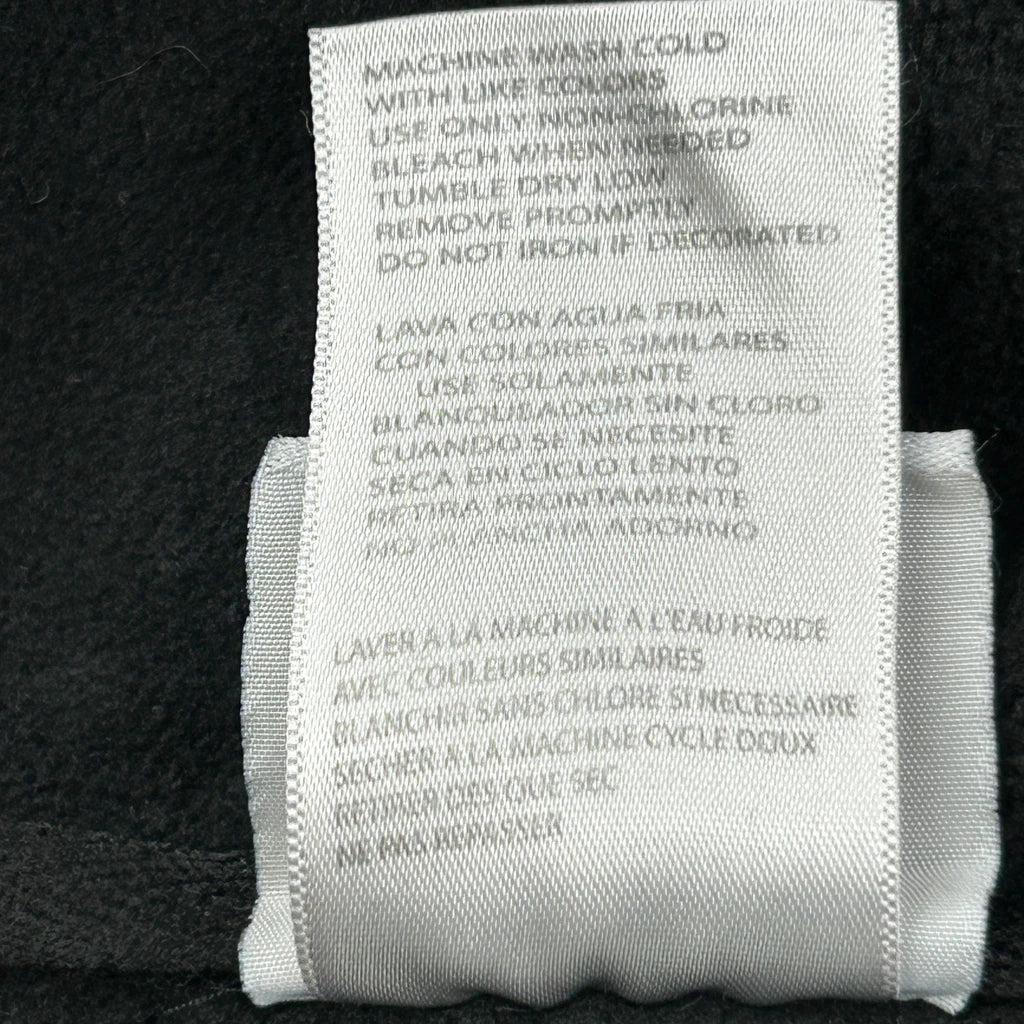 MACHINE WASH COLD
WITH LIKE COLORS
USE ONLY NON-CHLORINE
BLEACH WHEN NEEDED
TUMBLE DRY LOW
REMOVE PROMPTLY
DO NOT IRON IF DECORATED
LAVA CON AGUA FRIA
CON COLORES SIMILARES
USE SOLAMENTE
BLANQUEADOR SIN CLORO
CUANDO SE NECESITE
SECA EN CICLO LENTO
RETIRA PRONTAMENTE
NO PLANCHA ADORNO
LAVER A LA MACHINE A L'EAU FROIDE
AVEC COULEURS SIMILAIRES
BLANCHIR SANS CHLORE SI NECESSAIRE
SECHER A LA MACHINE CYCLE DOUX
RETIRER DES QUE SEC
NE PAS REPASSER